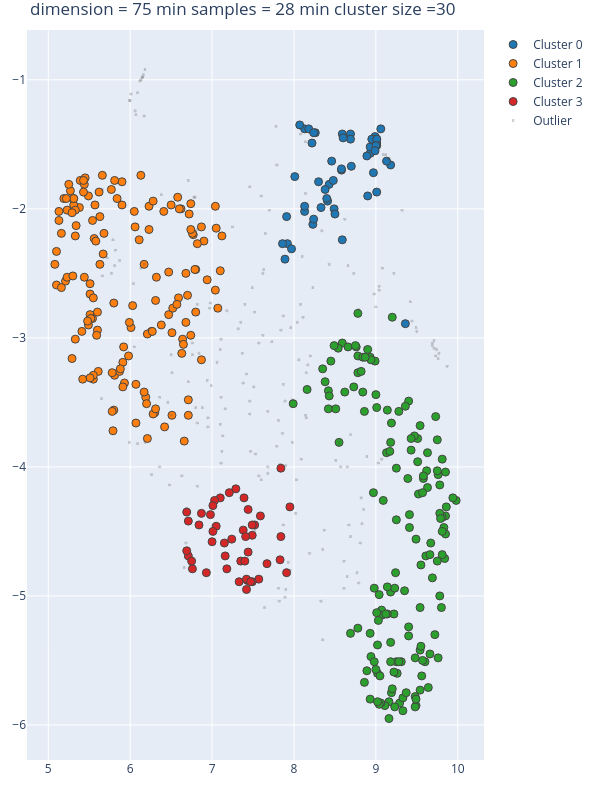 dimension = 75 min samples = 28 min cluster size =30
Cluster 0
Cluster 1
Cluster 2
Cluster 3
Outlier
−1
−2
−3
−4
−5
−6
5 6 7 8 9 10